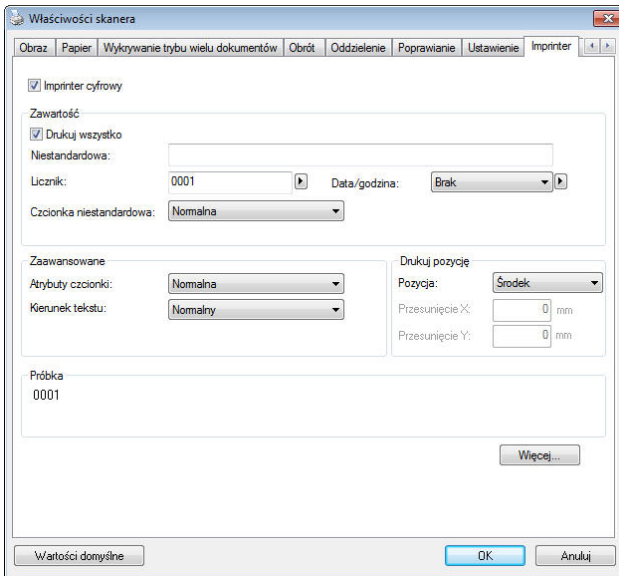 Właściwości skanera
Obraz Papier Wykrywanie trybu wielu dokumentów Obrót Oddzielenie Poprawianie Ustawienie Imprinter
Imprinter cyfrowy
Zawartość
Drukuj wszystko
Niestandardowa:
Licznik: 0001 Data/godzina: Brak
Czcionka niestandardowa: Normalna
Zaawansowane Drukuj pozycję
Atrybuty czcionki: Normalna Pozycja: Środek
Kierunek tekstu: Normalny Przesunięcie X: 0 mm
Przesunięcie Y: 0 mm
Próbka
0001
Więcej...
Wartości domyślne OK Anuluj